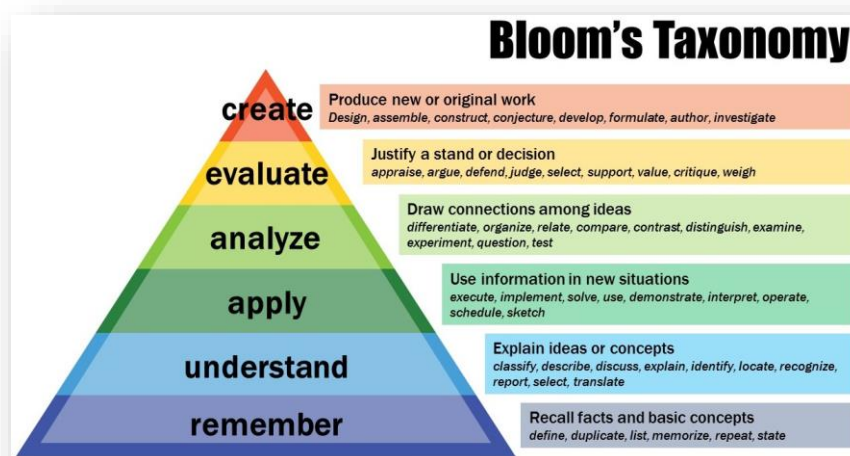 Bloom's Taxonomy
create
Produce new or original work
Design, assemble, construct, conjecture, develop, formulate, author, investigate
evaluate
Justify a stand or decision
appraise, argue, defend, judge, select, support, value, critique, weigh
analyze
Draw connections among ideas
differentiate, organize, relate, compare, contrast, distinguish, examine,
experiment, question, test
apply
Use information in new situations
execute, implement, solve, use, demonstrate, interpret, operate,
schedule, sketch
understand
Explain ideas or concepts
classify, describe, discuss, explain, identify, locate, recognize,
report, select, translate
remember
Recall facts and basic concepts
define, duplicate, list, memorize, repeat, state